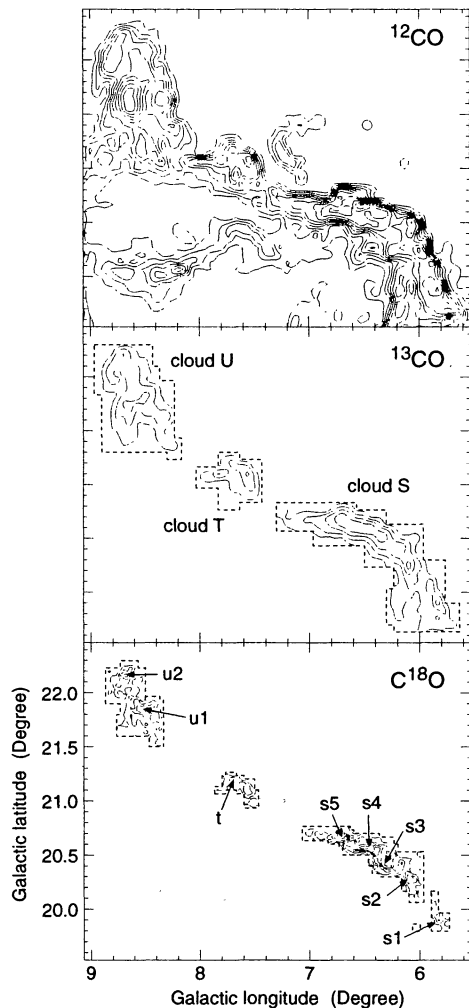 ¹²CO
¹³CO
cloud U
cloud S
cloud T
C¹⁸O
u2
u1
t
s5
s4
s3
s2
s1
22.0
21.5
21.0
20.5
20.0
Galactic latitude (Degree)
9
8
7
6
Galactic longitude (Degree)